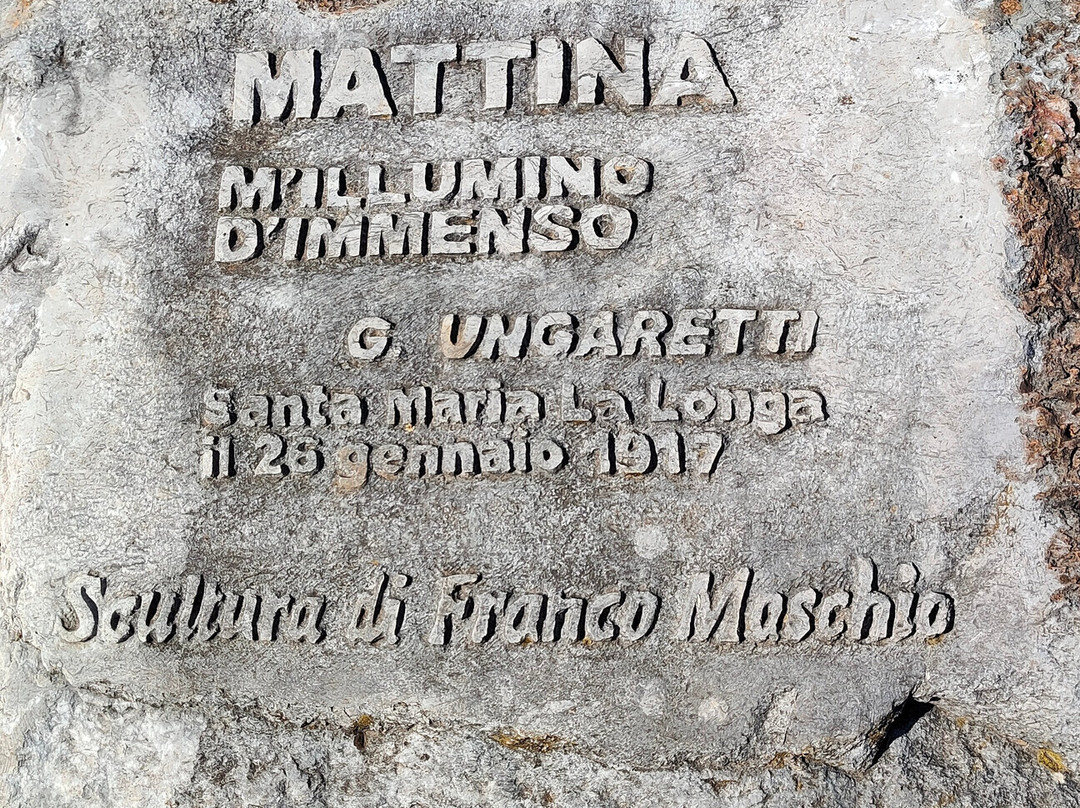 MATTINA
M'ILLUMINO
D'IMMENSO
G. UNGARETTI
Santa Maria La Longa
il 26 gennaio 1917
Scultura di Franco Maschio